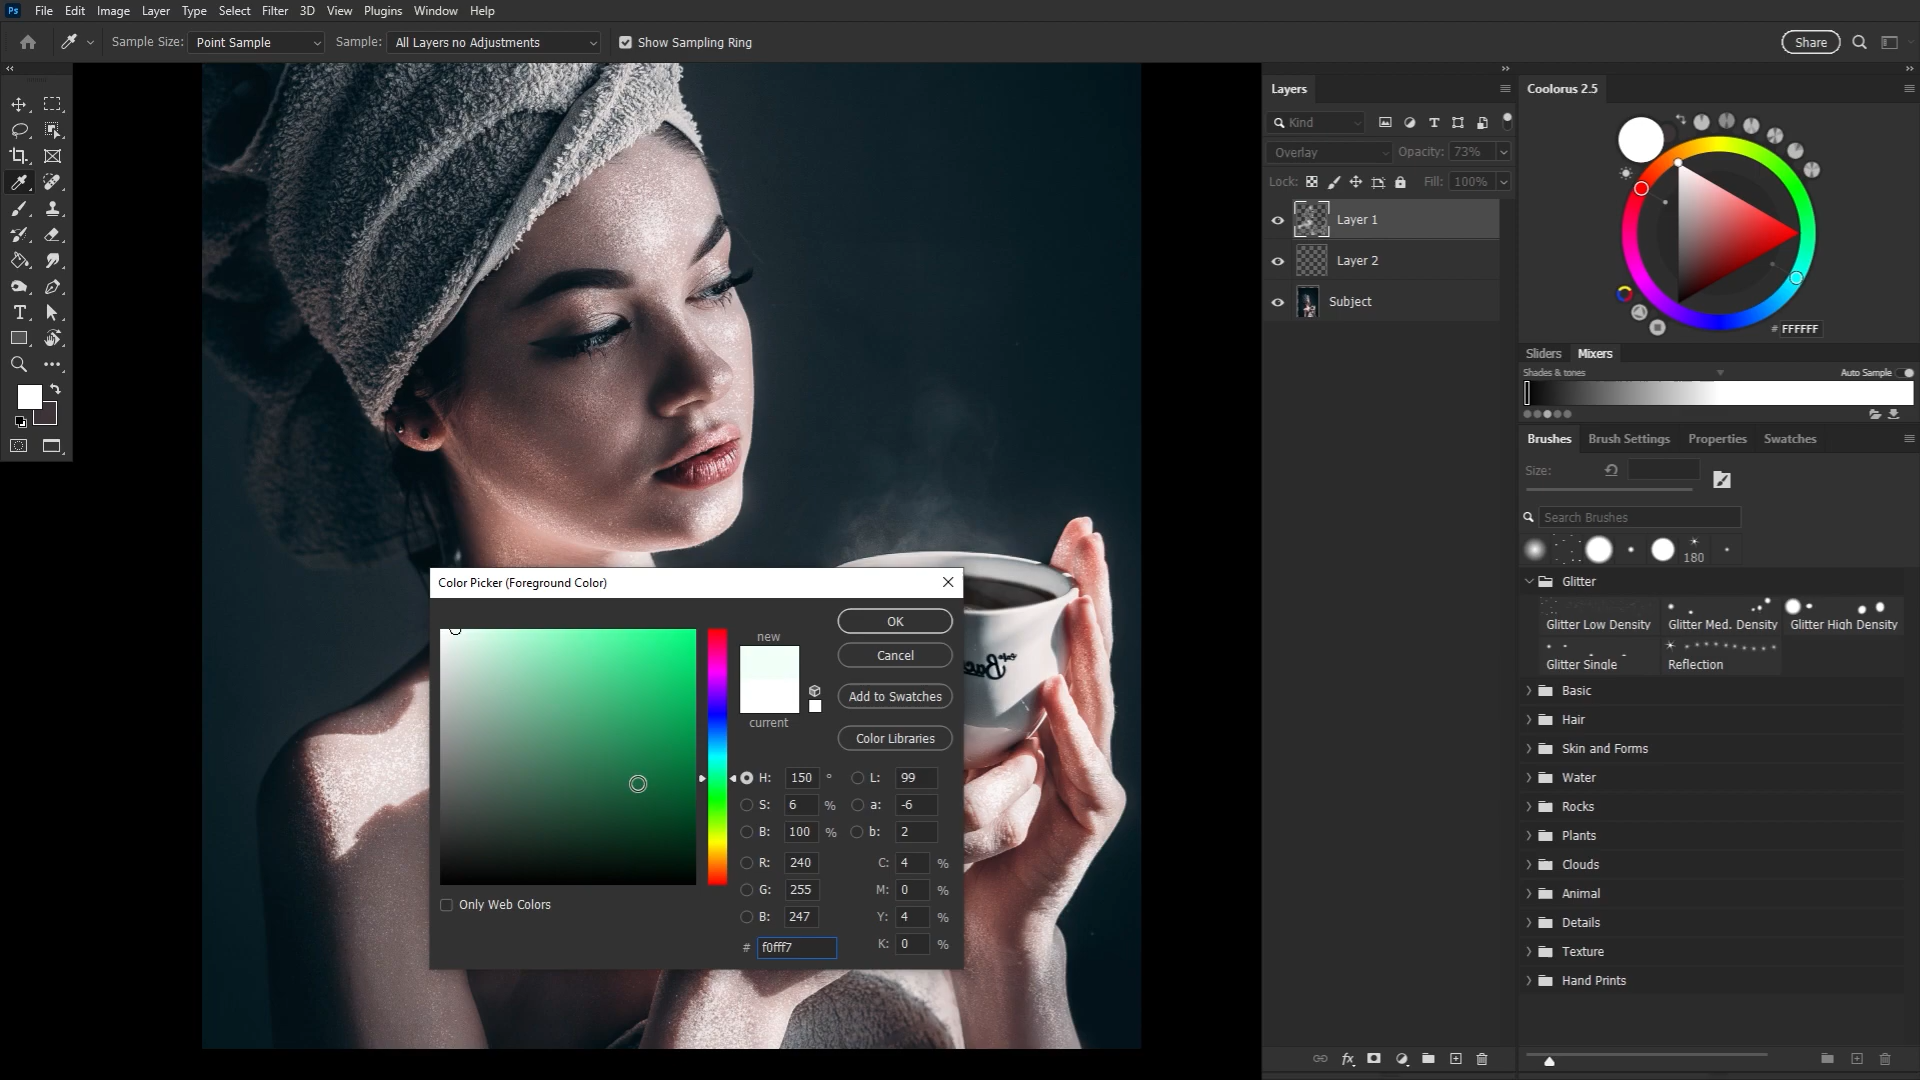 Ps File Edit Image Layer Type Select Filter 3D View Plugins Window Help
Sample Size: Point Sample Sample: All Layers no Adjustments Show Sampling Ring Share
Layers
Kind
Overlay Opacity: 73%
Lock: Fill: 100%
Layer 1
Layer 2
Subject
Coolorus 2.5
# FFFFFF
Sliders Mixers
Shades & tones Auto Sample
Brushes Brush Settings Properties Swatches
Size:
Search Brushes
180
Glitter
Glitter Low Density Glitter Med. Density Glitter High Density
Glitter Single Reflection
Basic
Hair
Skin and Forms
Water
Rocks
Plants
Clouds
Animal
Details
Texture
Hand Prints
Color Picker (Foreground Color)
new
current
OK
Cancel
Add to Swatches
Color Libraries
H: 150 ° L: 99
S: 6 % a: -6
B: 100 % b: 2
R: 240 C: 4 %
G: 255 M: 0 %
B: 247 Y: 4 %
# f0fff7 K: 0 %
Only Web Colors
fx